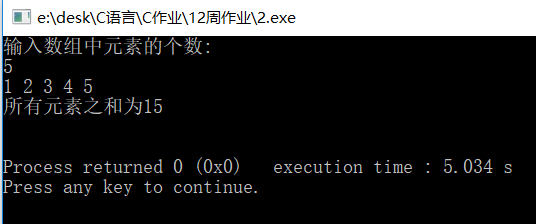 e:\desk\C语言\C作业\12周作业\2.exe
输入数组中元素的个数:
5
1 2 3 4 5
所有元素之和为15
Process returned 0 (0x0)   execution time : 5.034 s
Press any key to continue.